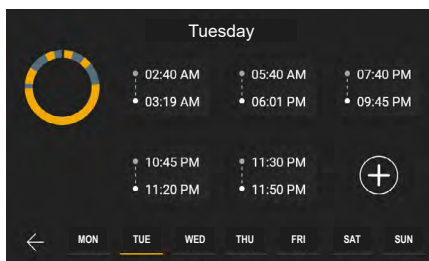 Tuesday
02:40 AM 05:40 AM 07:40 PM
03:19 AM 06:01 PM 09:45 PM
10:45 PM 11:30 PM
11:20 PM 11:50 PM
MON TUE WED THU FRI SAT SUN